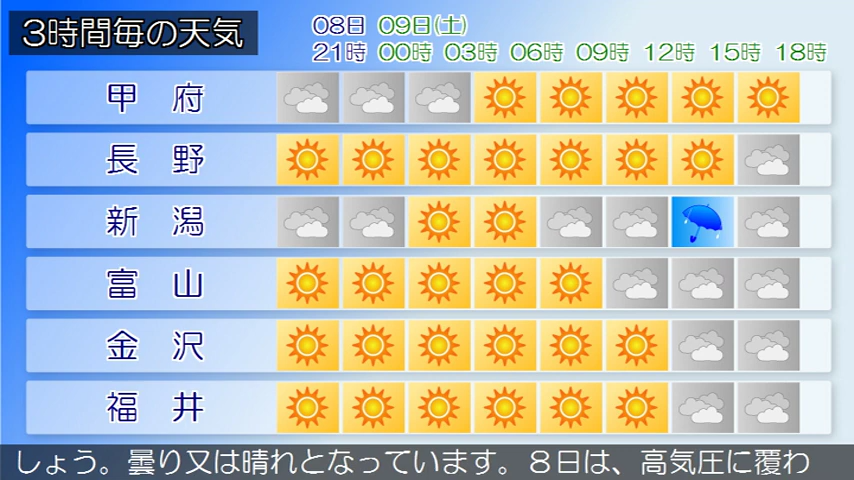 3時間毎の天気
08日 09日(土)
21時 00時 03時 06時 09時 12時 15時 18時
甲府
長野
新潟
富山
金沢
福井
しょう。曇り又は晴れとなっています。８日は、高気圧に覆わ